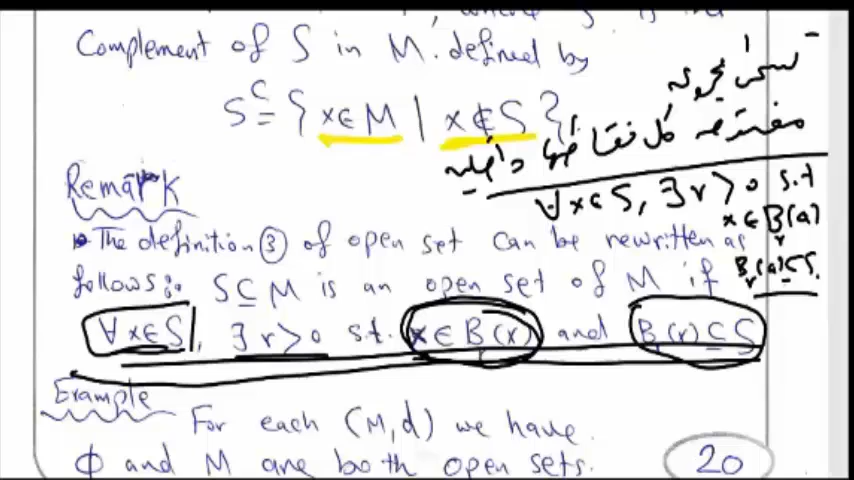 Complement of S in M. defined by
S^c = { x∈M | x∉S }
تسمى مجموعة
مفتوحة كل نقاطها داخلية
Remark
∀x∈S, ∃r>0 s.t
x∈B_r(a)
B_r(a)⊆S.
The definition ③ of open set can be rewritten as
follows:- S⊆M is an open set of M if
∀x∈S, ∃r>0 s.t. x∈B_r(x) and B(r)⊆S
Example
For each (M,d) we have
Φ and M are both open sets.
20